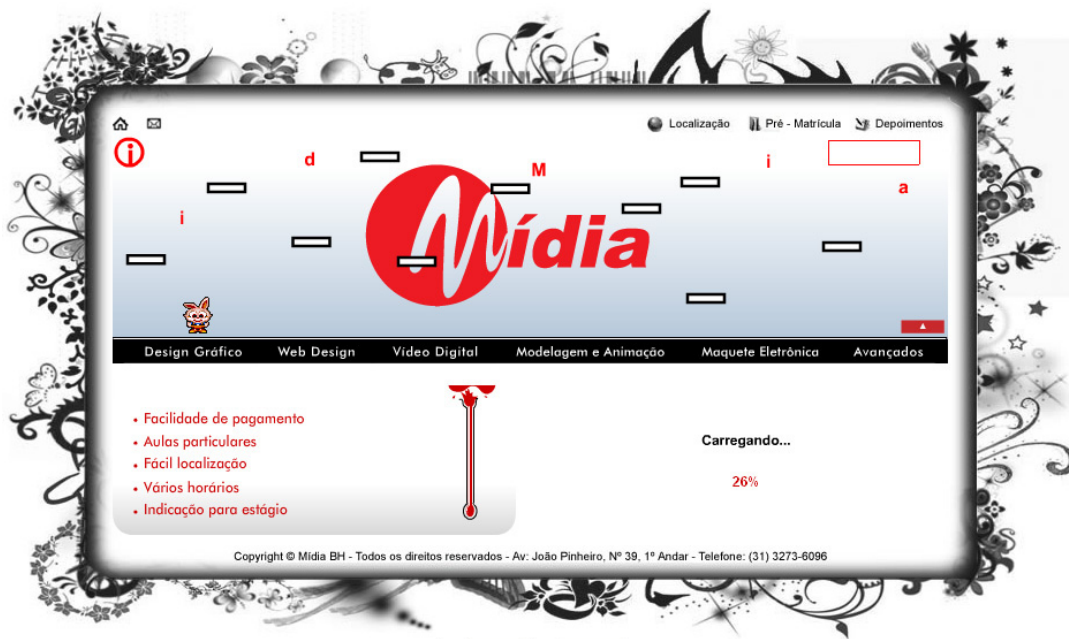 Localização Pré - Matrícula Depoimentos
i
d
M
i
a
i
Mídia
Design Gráfico Web Design Vídeo Digital Modelagem e Animação Maquete Eletrônica Avançados
• Facilidade de pagamento
• Aulas particulares
• Fácil localização
• Vários horários
• Indicação para estágio
Carregando...
26%
Copyright © Mídia BH - Todos os direitos reservados - Av: João Pinheiro, Nº 39, 1º Andar - Telefone: (31) 3273-6096